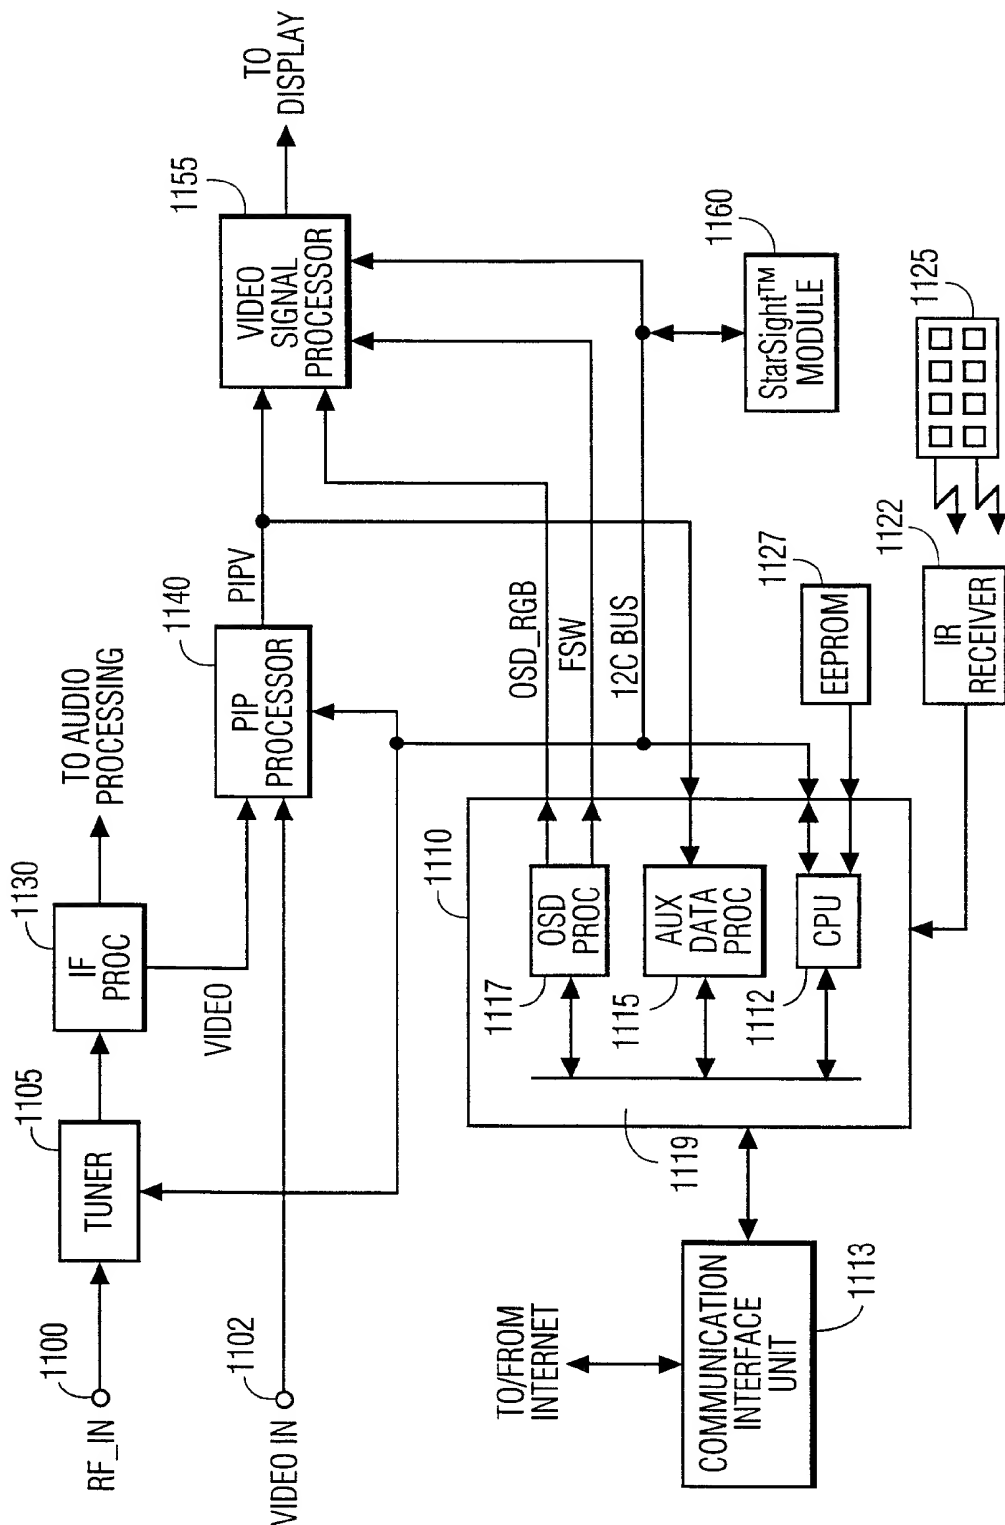 RF_IN
1100
TUNER
1105
IF
PROC
1130
TO AUDIO
PROCESSING
VIDEO
VIDEO IN
1102
PIP
PROCESSOR
1140
PIPV
VIDEO
SIGNAL
PROCESSOR
1155
TO
DISPLAY
OSD_RGB
FSW
12C BUS
1110
OSD
PROC
1117
AUX
DATA
PROC
1115
CPU
1112
1119
TO/FROM
INTERNET
COMMUNICATION
INTERFACE
UNIT
1113
EEPROM
1127
IR
RECEIVER
1122
1125
StarSight™
MODULE
1160